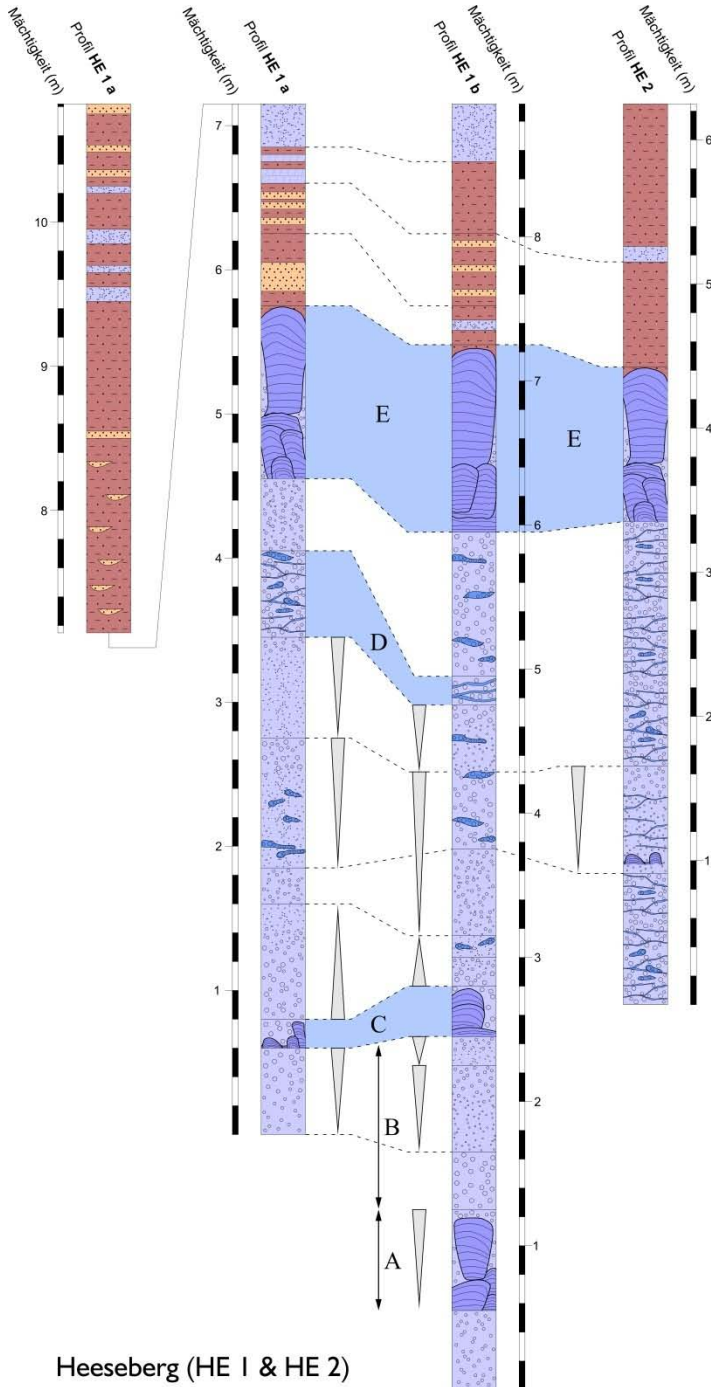 Mächtigkeit (m)
Profil HE 1 a
Mächtigkeit (m)
Profil HE 1 a
Profil HE 1 b
Mächtigkeit (m)
Profil HE 2
Mächtigkeit (m)
10
9
8
7
6
5
4
3
2
1
8
7
6
5
4
3
2
1
6
5
4
3
2
1
E
E
D
C
B
A
Heeseberg (HE 1 & HE 2)